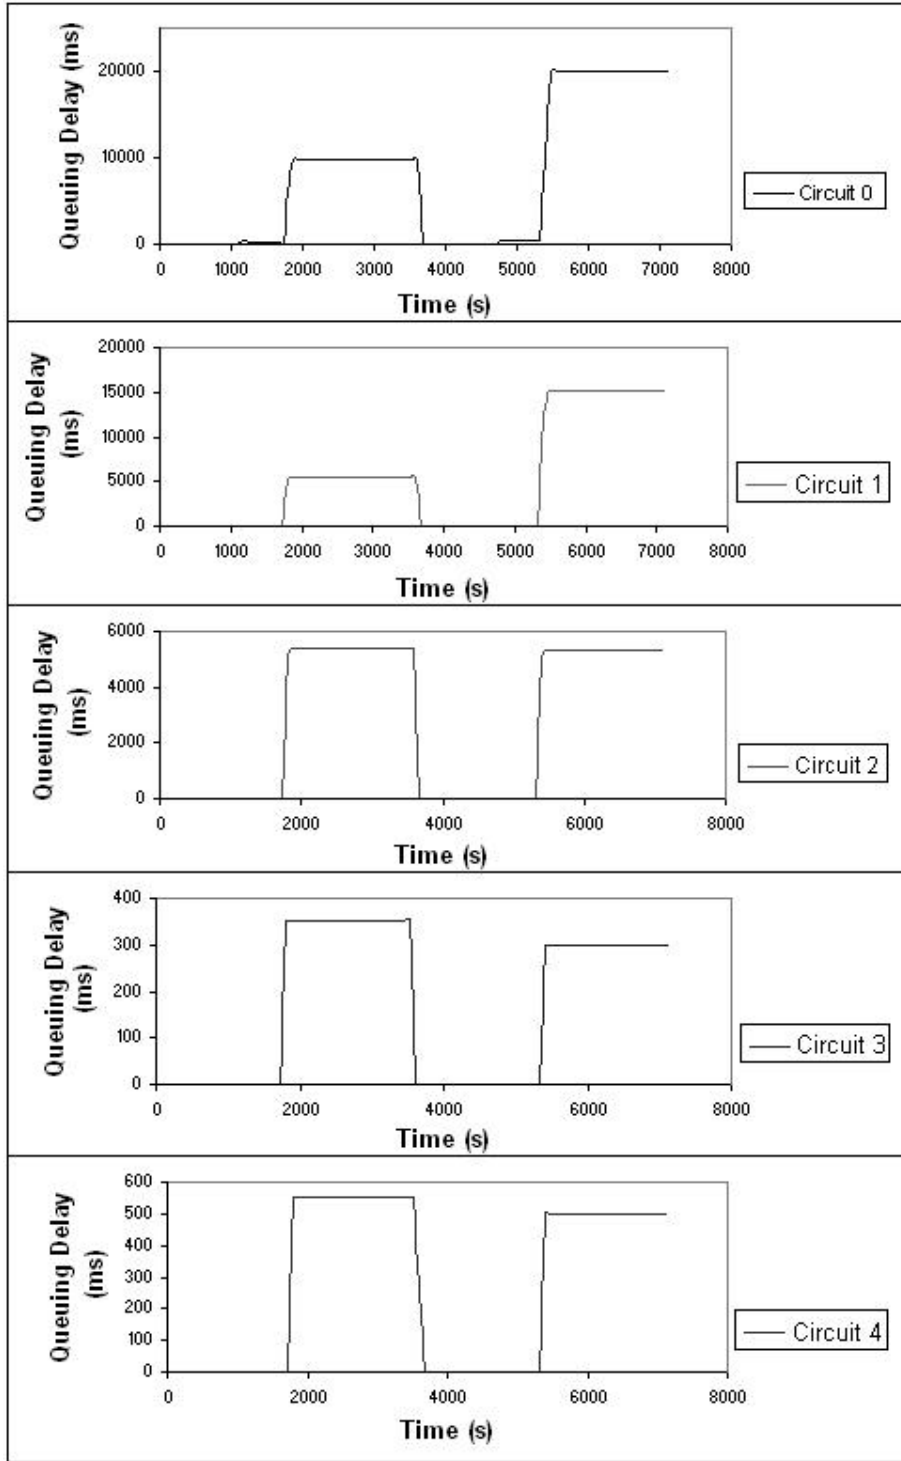 Queuing Delay (ms)
20000
10000
0
0 1000 2000 3000 4000 5000 6000 7000 8000
Time (s)
Circuit 0
Queuing Delay
(ms)
20000
15000
10000
5000
0
0 1000 2000 3000 4000 5000 6000 7000 8000
Time (s)
Circuit 1
Queuing Delay
(ms)
6000
4000
2000
0
0 2000 4000 6000 8000
Time (s)
Circuit 2
Queuing Delay
(ms)
400
300
200
100
0
0 2000 4000 6000 8000
Time (s)
Circuit 3
Queuing Delay
(ms)
600
500
400
300
200
100
0
0 2000 4000 6000 8000
Time (s)
Circuit 4